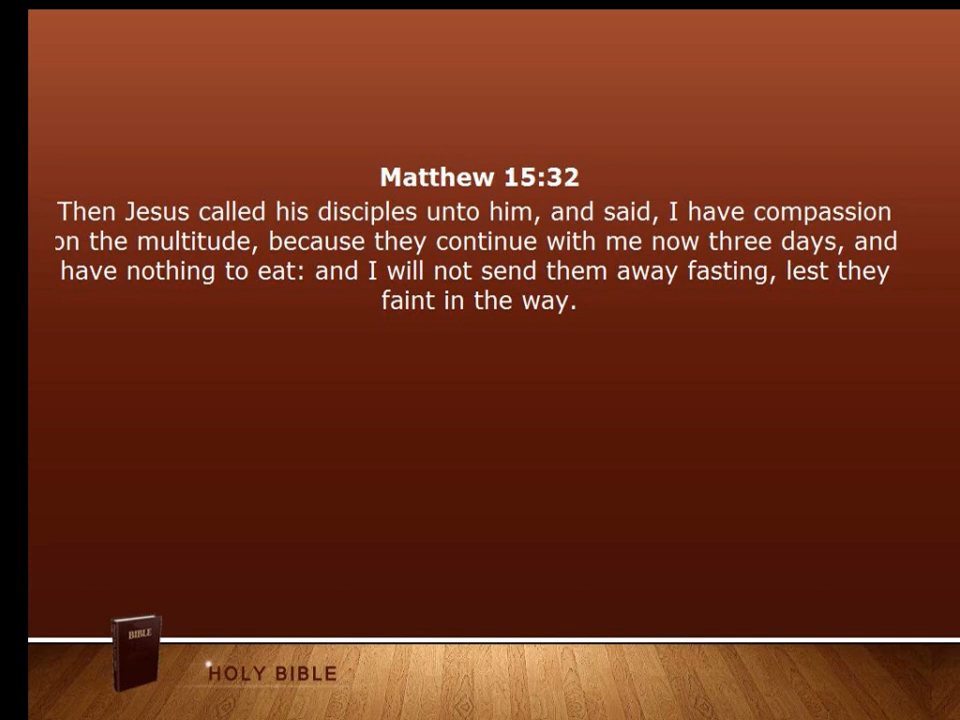 Matthew 15:32
Then Jesus called his disciples unto him, and said, I have compassion
on the multitude, because they continue with me now three days, and
have nothing to eat: and I will not send them away fasting, lest they
faint in the way.
BIBLE
HOLY BIBLE